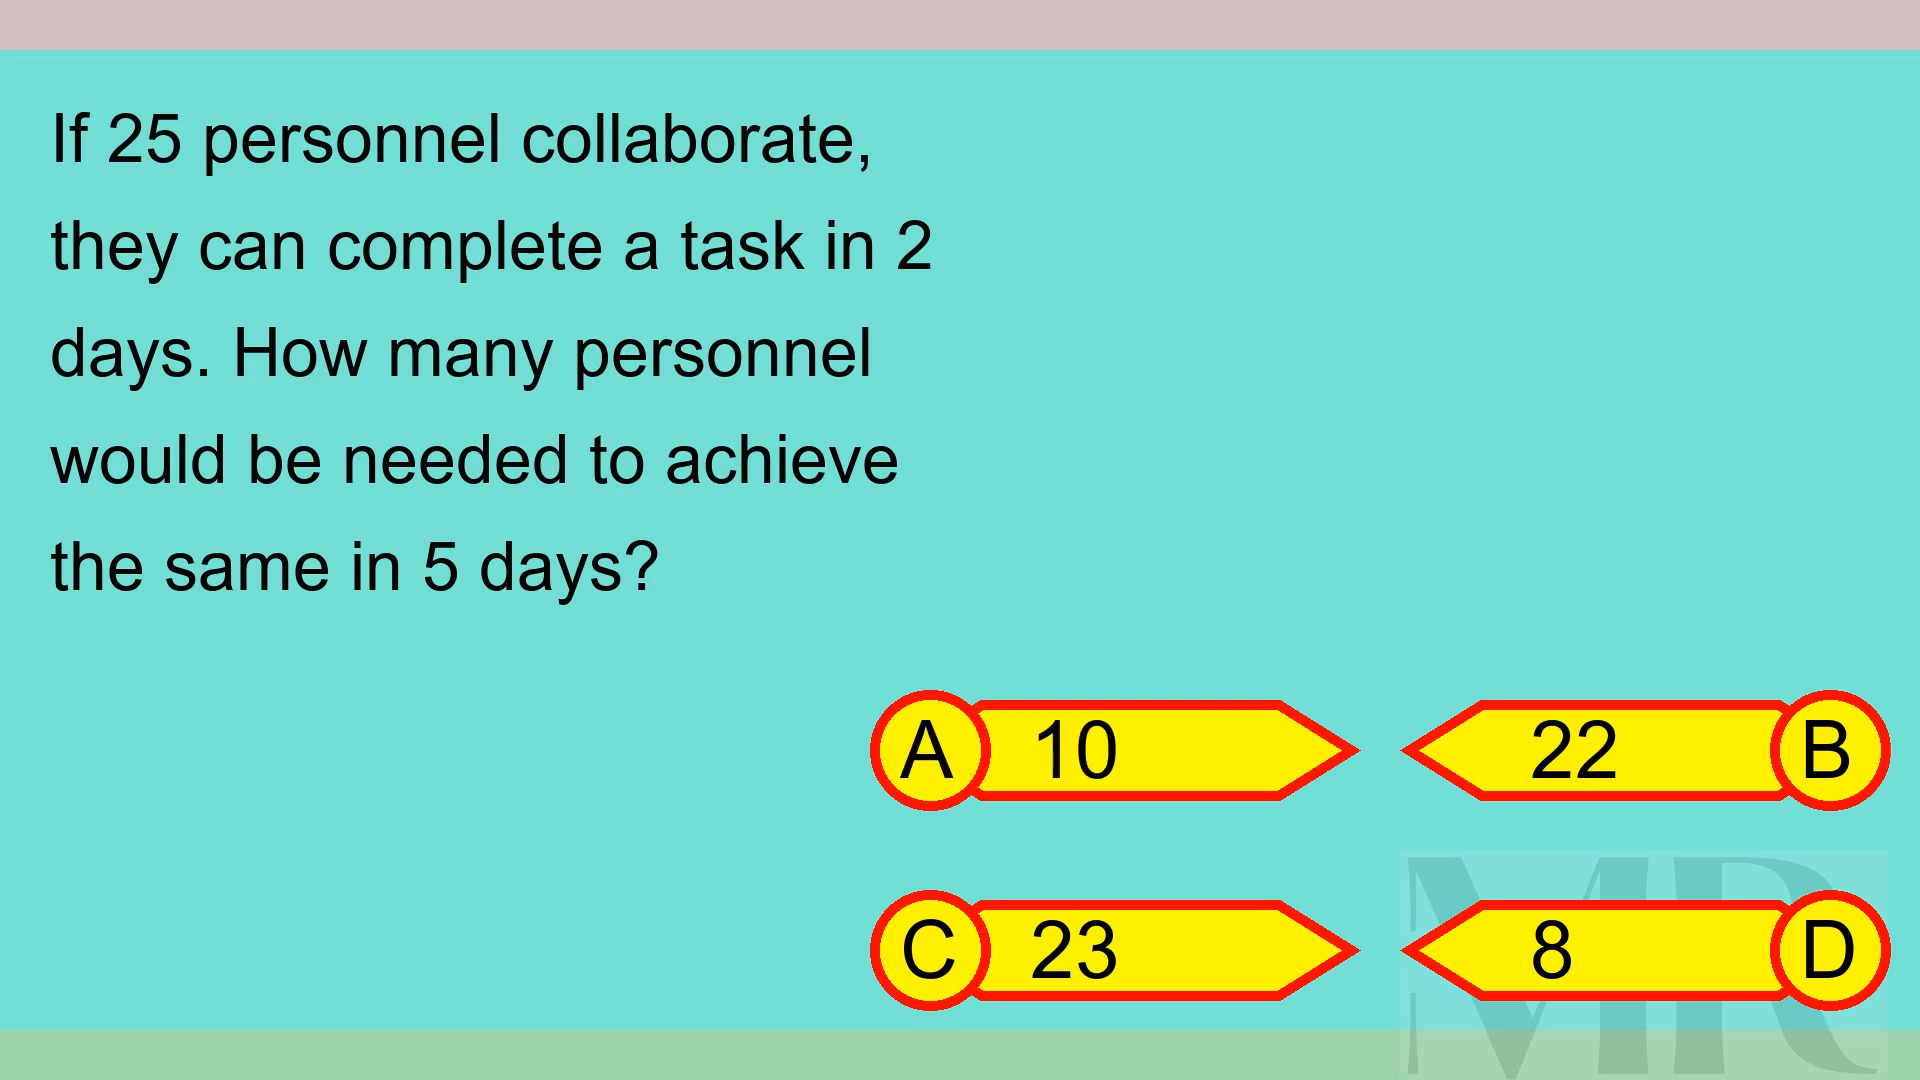 If 25 personnel collaborate,
they can complete a task in 2
days. How many personnel
would be needed to achieve
the same in 5 days?
A 10
22 B
C 23
8 D
MR